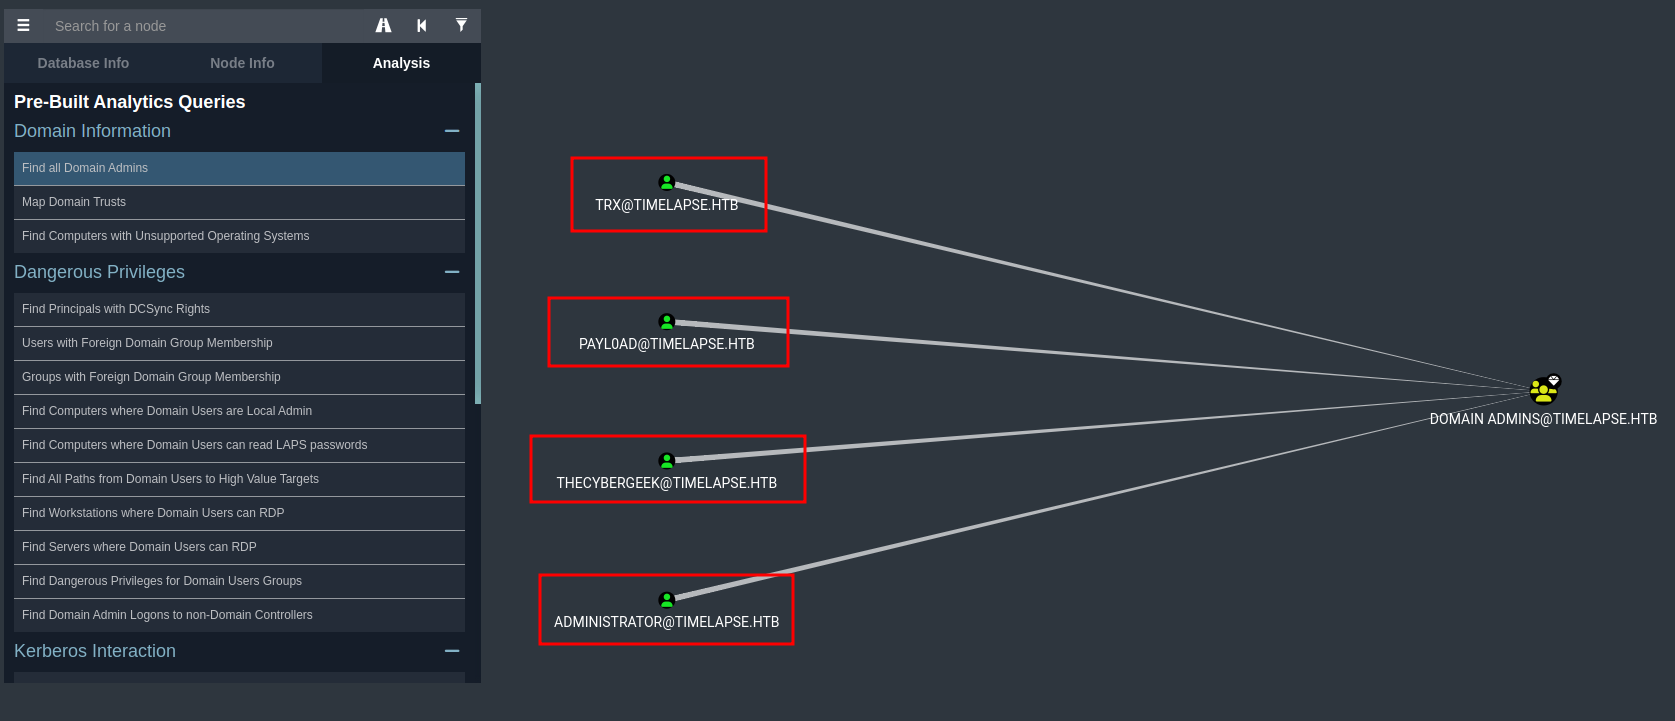 Search for a node
Database Info
Node Info
Analysis
Pre-Built Analytics Queries
Domain Information
Find all Domain Admins
Map Domain Trusts
Find Computers with Unsupported Operating Systems
Dangerous Privileges
Find Principals with DCSync Rights
Users with Foreign Domain Group Membership
Groups with Foreign Domain Group Membership
Find Computers where Domain Users are Local Admin
Find Computers where Domain Users can read LAPS passwords
Find All Paths from Domain Users to High Value Targets
Find Workstations where Domain Users can RDP
Find Servers where Domain Users can RDP
Find Dangerous Privileges for Domain Users Groups
Find Domain Admin Logons to non-Domain Controllers
Kerberos Interaction
TRX@TIMELAPSE.HTB
PAYL0AD@TIMELAPSE.HTB
THECYBERGEEK@TIMELAPSE.HTB
ADMINISTRATOR@TIMELAPSE.HTB
DOMAIN ADMINS@TIMELAPSE.HTB